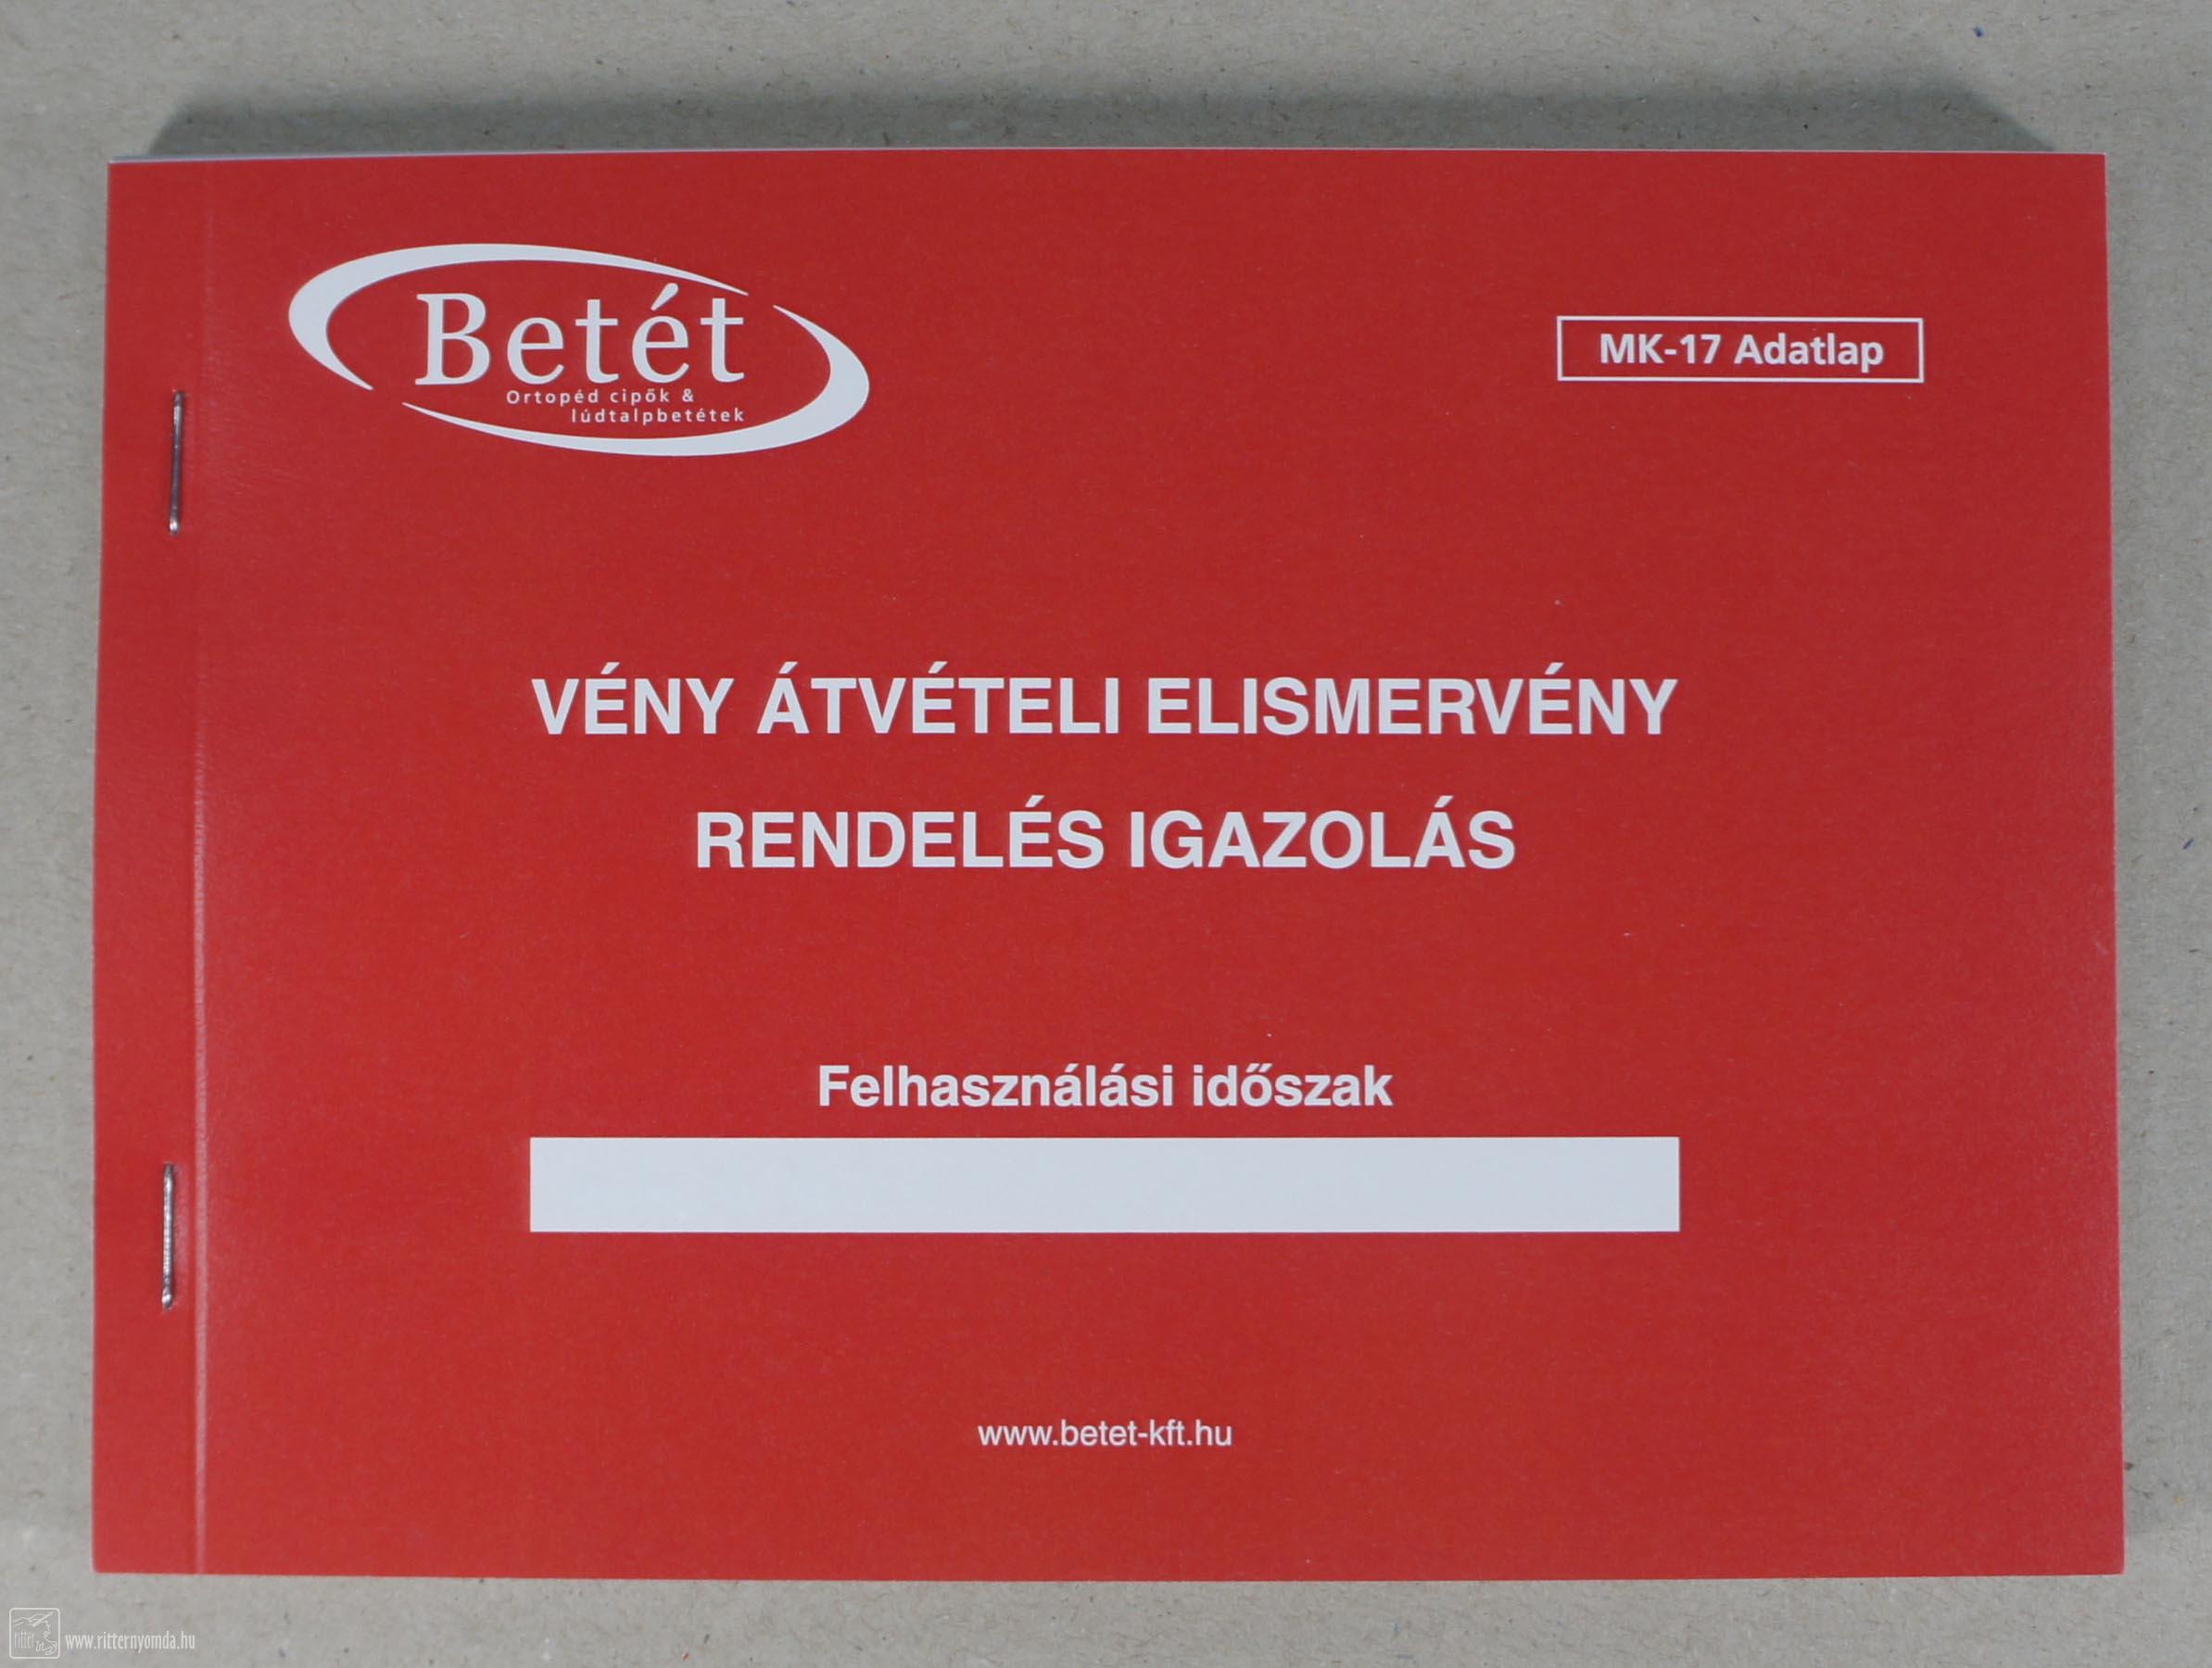 Betét
Ortopéd cipők &
lúdtalpbetétek
MK-17 Adatlap
VÉNY ÁTVÉTELI ELISMERVÉNY
RENDELÉS IGAZOLÁS
Felhasználási időszak
www.betet-kft.hu
ritter
www.ritternyomda.hu